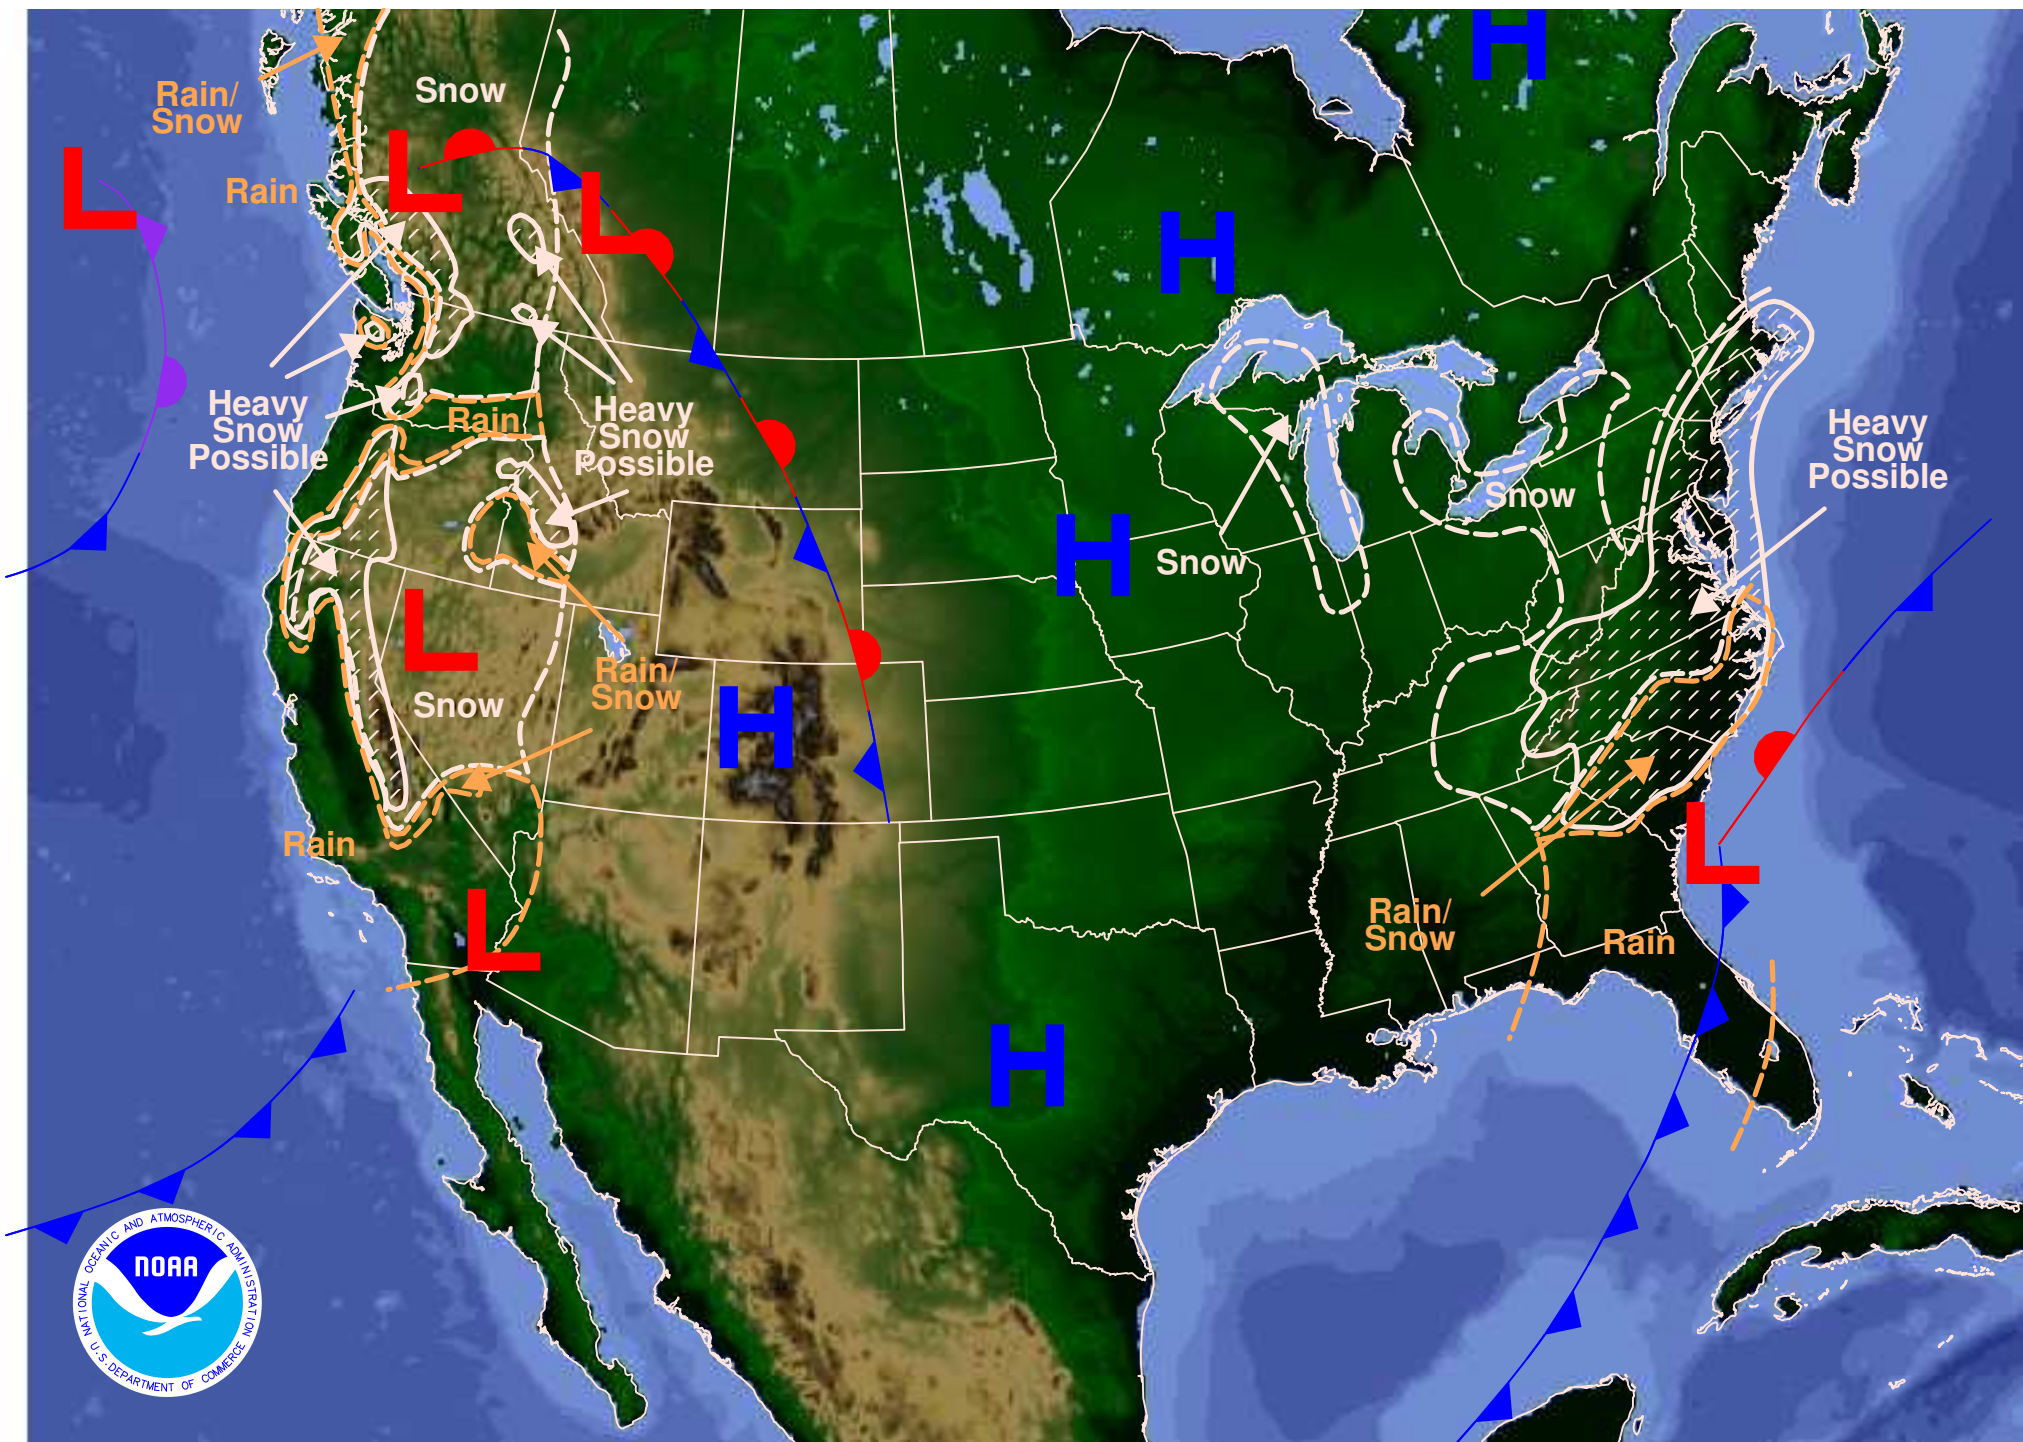 H
Snow
Rain/
Snow
L
L
L
Rain
H
Heavy
Snow
Possible
Rain
Heavy
Snow
Possible
Heavy
Snow
Possible
Snow
H
Snow
L
Rain/
Snow
Snow
H
L
Rain
L
Rain/
Snow
Rain
H
NATIONAL OCEANIC AND ATMOSPHERIC ADMINISTRATION
NOAA
U.S. DEPARTMENT OF COMMERCE